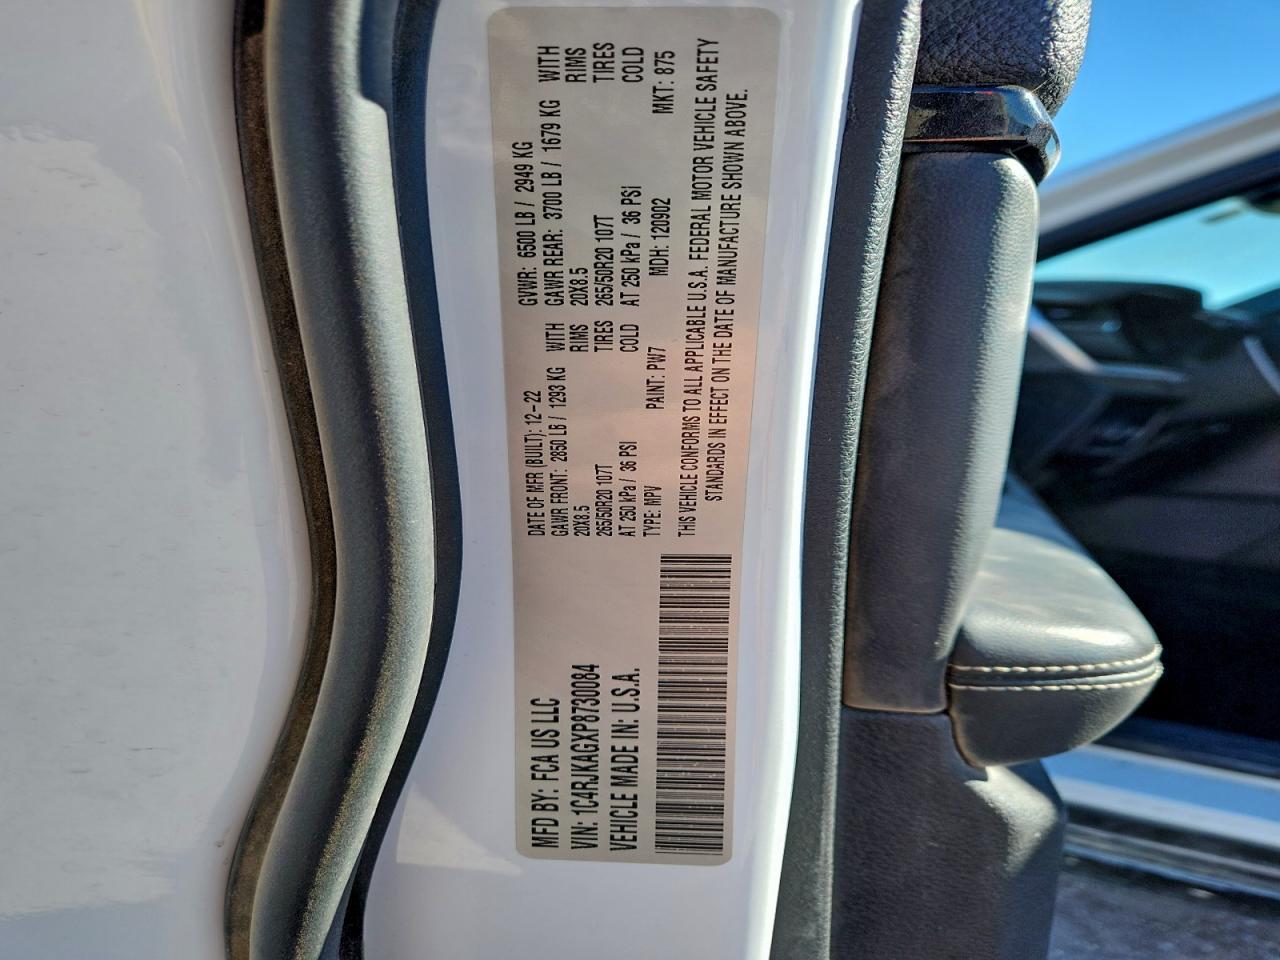 MFD BY: FCA US LLC
VIN: 1C4RJKAGXP8730084
VEHICLE MADE IN: U.S.A.
DATE OF MFR (BUILT): 12-22 GVWR: 6500 LB / 2949 KG
GAWR FRONT: 2850 LB / 1293 KG WITH GAWR REAR: 3700 LB / 1679 KG WITH
20X8.5 RIMS 20X8.5 RIMS
265/50R20 107T TIRES 265/50R20 107T TIRES
AT 250 kPa / 36 PSI COLD AT 250 kPa / 36 PSI COLD
TYPE: MPV PAINT: PW7 MDH: 120902 MKT: 875
THIS VEHICLE CONFORMS TO ALL APPLICABLE U.S.A. FEDERAL MOTOR VEHICLE SAFETY
STANDARDS IN EFFECT ON THE DATE OF MANUFACTURE SHOWN ABOVE.